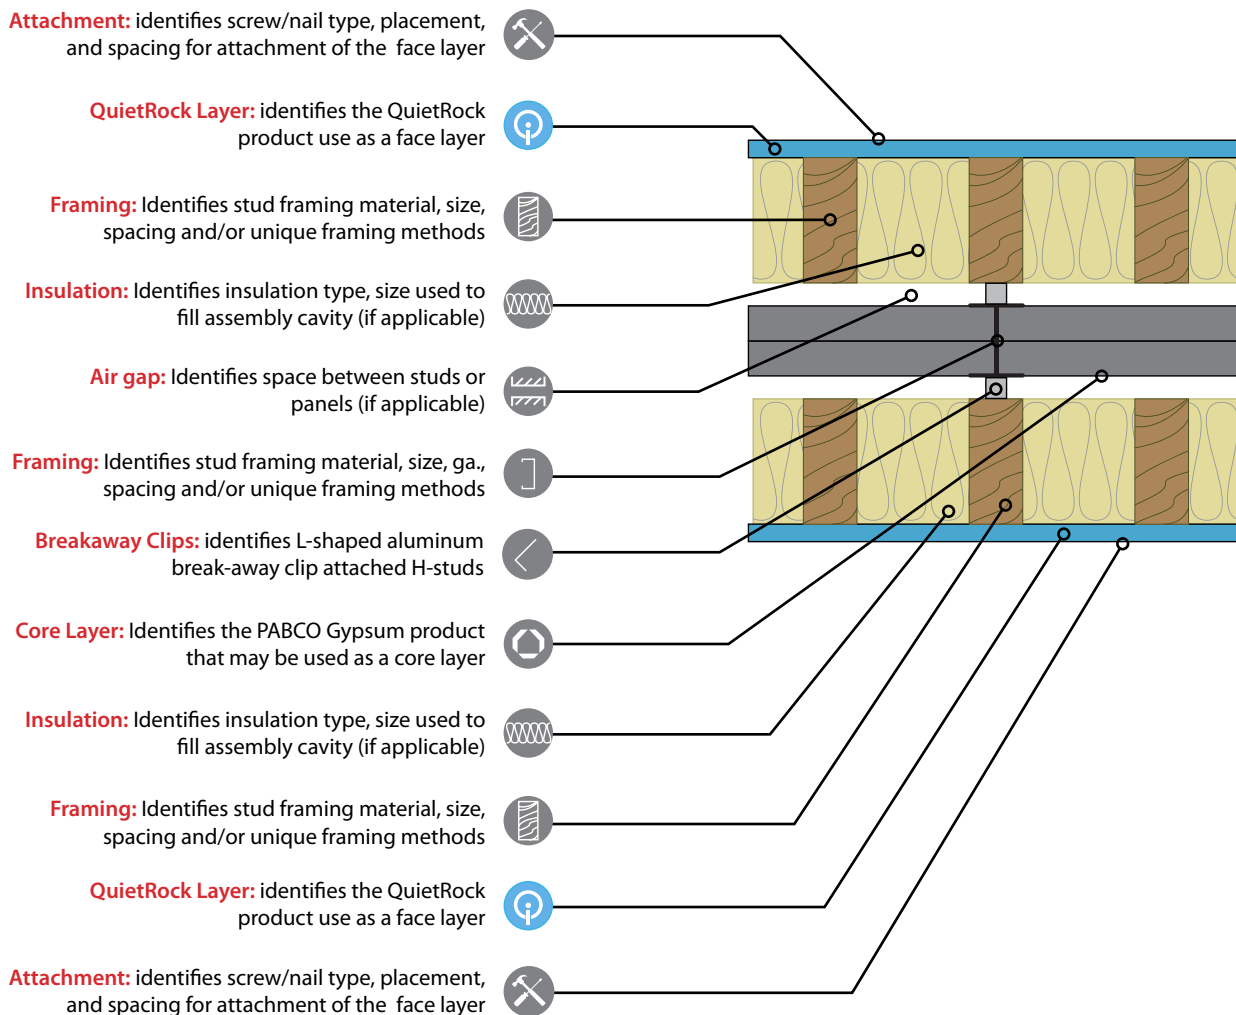 Attachment: identifies screw/nail type, placement,
and spacing for attachment of the face layer
QuietRock Layer: identifies the QuietRock
product use as a face layer
Framing: Identifies stud framing material, size,
spacing and/or unique framing methods
Insulation: Identifies insulation type, size used to
fill assembly cavity (if applicable)
Air gap: Identifies space between studs or
panels (if applicable)
Framing: Identifies stud framing material, size, ga.,
spacing and/or unique framing methods
Breakaway Clips: identifies L-shaped aluminum
break-away clip attached H-studs
Core Layer: Identifies the PABCO Gypsum product
that may be used as a core layer
Insulation: Identifies insulation type, size used to
fill assembly cavity (if applicable)
Framing: Identifies stud framing material, size,
spacing and/or unique framing methods
QuietRock Layer: identifies the QuietRock
product use as a face layer
Attachment: identifies screw/nail type, placement,
and spacing for attachment of the face layer